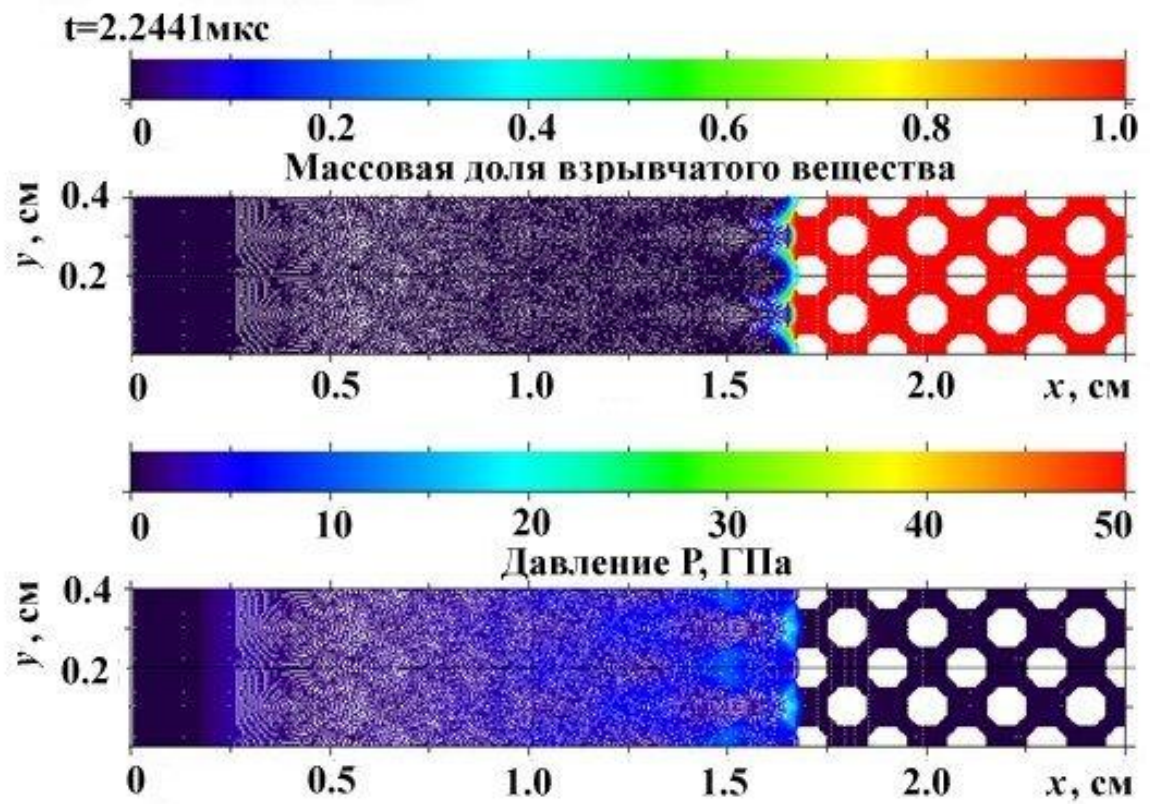 t=2.2441мкс
0 0.2 0.4 0.6 0.8 1.0
Массовая доля взрывчатого вещества
0.4
y, см
0.2
0 0.5 1.0 1.5 2.0 x, см
0 10 20 30 40 50
Давление P, ГПа
0.4
y, см
0.2
0 0.5 1.0 1.5 2.0 x, см